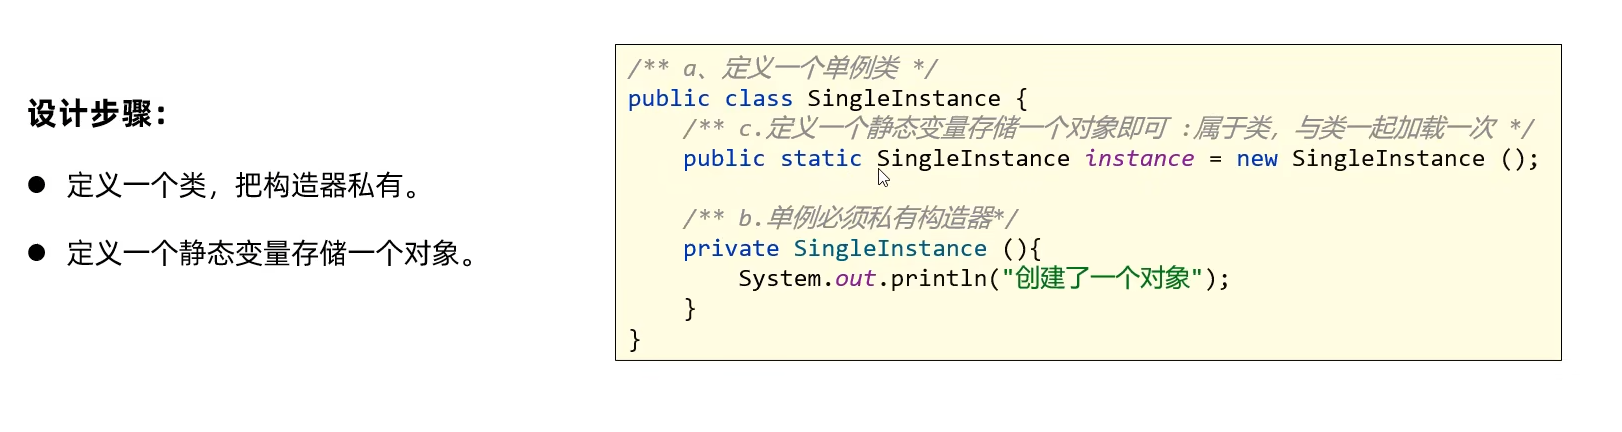 设计步骤：
● 定义一个类，把构造器私有。
● 定义一个静态变量存储一个对象。
/** a、定义一个单例类 */
public class SingleInstance {
    /** c.定义一个静态变量存储一个对象即可 :属于类，与类一起加载一次 */
    public static SingleInstance instance = new SingleInstance ();
    /** b.单例必须私有构造器*/
    private SingleInstance (){
        System.out.println("创建了一个对象");
    }
}